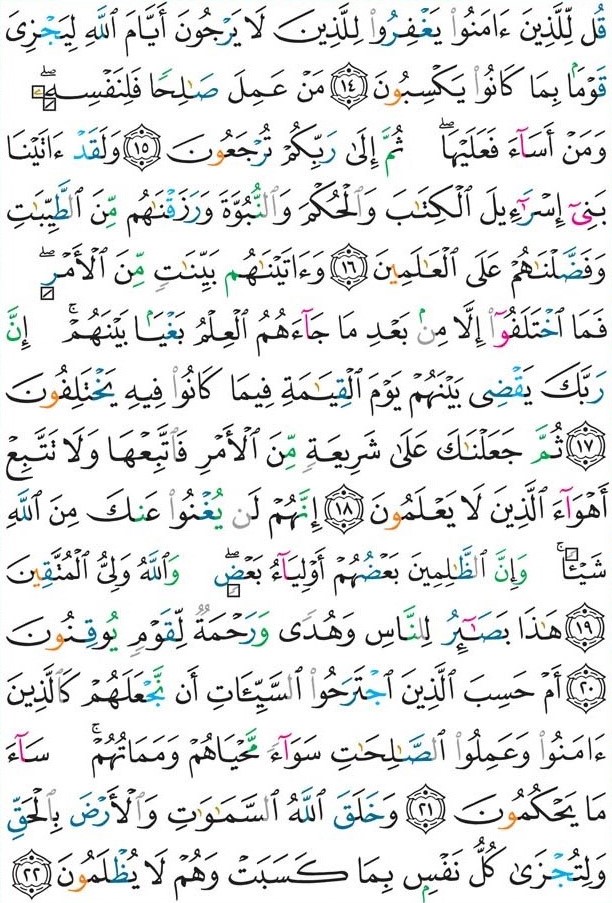 قُل لِّلَّذِينَ ءَامَنُوا۟ يَغْفِرُوا۟ لِلَّذِينَ لَا يَرْجُونَ أَيَّامَ ٱللَّهِ لِيَجْزِىَ
قَوْمًۢا بِمَا كَانُوا۟ يَكْسِبُونَ ١٤ مَنْ عَمِلَ صَـٰلِحًا فَلِنَفْسِهِۦ ۖ
وَمَنْ أَسَآءَ فَعَلَيْهَا ۖ ثُمَّ إِلَىٰ رَبِّكُمْ تُرْجَعُونَ ١٥ وَلَقَدْ ءَاتَيْنَا
بَنِىٓ إِسْرَٰٓءِيلَ ٱلْكِتَـٰبَ وَٱلْحُكْمَ وَٱلنُّبُوَّةَ وَرَزَقْنَـٰهُم مِّنَ ٱلطَّيِّبَـٰتِ
وَفَضَّلْنَـٰهُمْ عَلَى ٱلْعَـٰلَمِينَ ١٦ وَءَاتَيْنَـٰهُم بَيِّنَـٰتٍ مِّنَ ٱلْأَمْرِ ۖ
فَمَا ٱخْتَلَفُوٓا۟ إِلَّا مِنۢ بَعْدِ مَا جَآءَهُمُ ٱلْعِلْمُ بَغْيًۢا بَيْنَهُمْ ۚ إِنَّ
رَبَّكَ يَقْضِى بَيْنَهُمْ يَوْمَ ٱلْقِيَـٰمَةِ فِيمَا كَانُوا۟ فِيهِ يَخْتَلِفُونَ
١٧ ثُمَّ جَعَلْنَـٰكَ عَلَىٰ شَرِيعَةٍ مِّنَ ٱلْأَمْرِ فَٱتَّبِعْهَا وَلَا تَتَّبِعْ
أَهْوَآءَ ٱلَّذِينَ لَا يَعْلَمُونَ ١٨ إِنَّهُمْ لَن يُغْنُوا۟ عَنكَ مِنَ ٱللَّهِ
شَيْـًٔا ۚ وَإِنَّ ٱلظَّـٰلِمِينَ بَعْضُهُمْ أَوْلِيَآءُ بَعْضٍ ۖ وَٱللَّهُ وَلِىُّ ٱلْمُتَّقِينَ
١٩ هَـٰذَا بَصَـٰٓئِرُ لِلنَّاسِ وَهُدًى وَرَحْمَةٌ لِّقَوْمٍ يُوقِنُونَ
٢٠ أَمْ حَسِبَ ٱلَّذِينَ ٱجْتَرَحُوا۟ ٱلسَّيِّـَٔاتِ أَن نَّجْعَلَهُمْ كَٱلَّذِينَ
ءَامَنُوا۟ وَعَمِلُوا۟ ٱلصَّـٰلِحَـٰتِ سَوَآءً مَّحْيَاهُمْ وَمَمَاتُهُمْ ۚ سَآءَ
مَا يَحْكُمُونَ ٢١ وَخَلَقَ ٱللَّهُ ٱلسَّمَـٰوَٰتِ وَٱلْأَرْضَ بِٱلْحَقِّ
وَلِتُجْزَىٰ كُلُّ نَفْسٍۭ بِمَا كَسَبَتْ وَهُمْ لَا يُظْلَمُونَ ٢٢